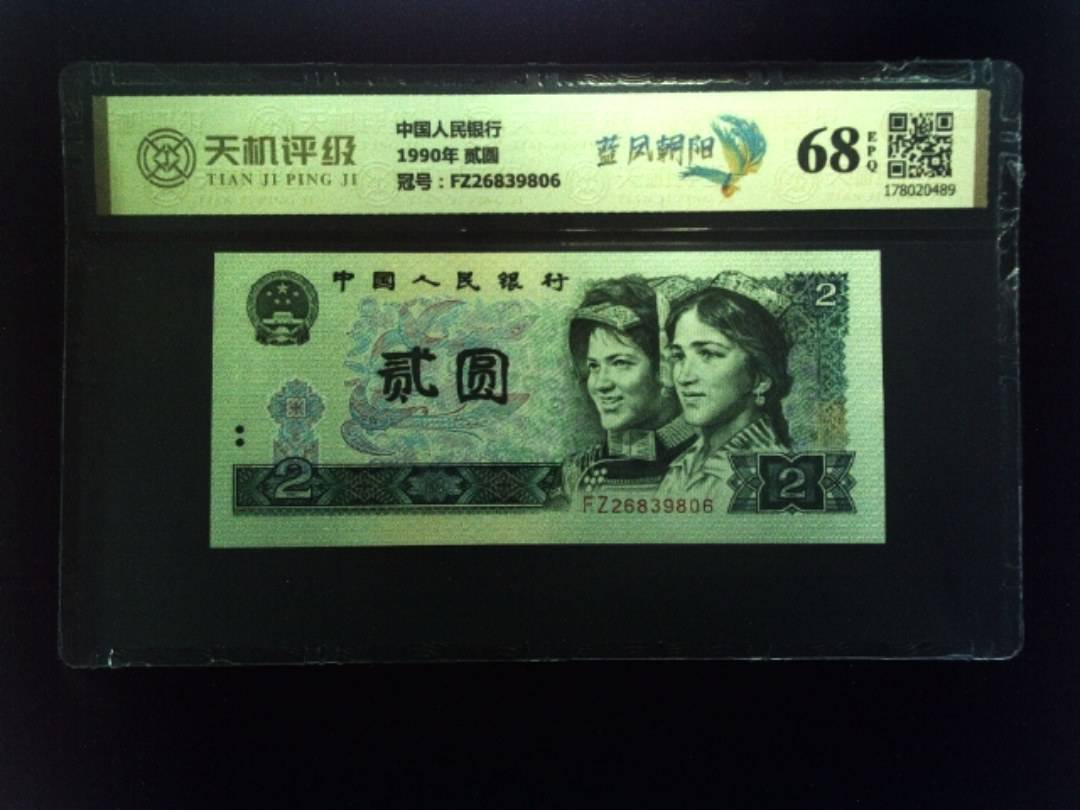 天机评级
TIAN JI PING JI
中国人民银行
1990年 贰圆
冠号：FZ26839806
蓝凤朝阳
68
EPQ
178020489
中国人民银行
2
贰圆
2
FZ26839806
2